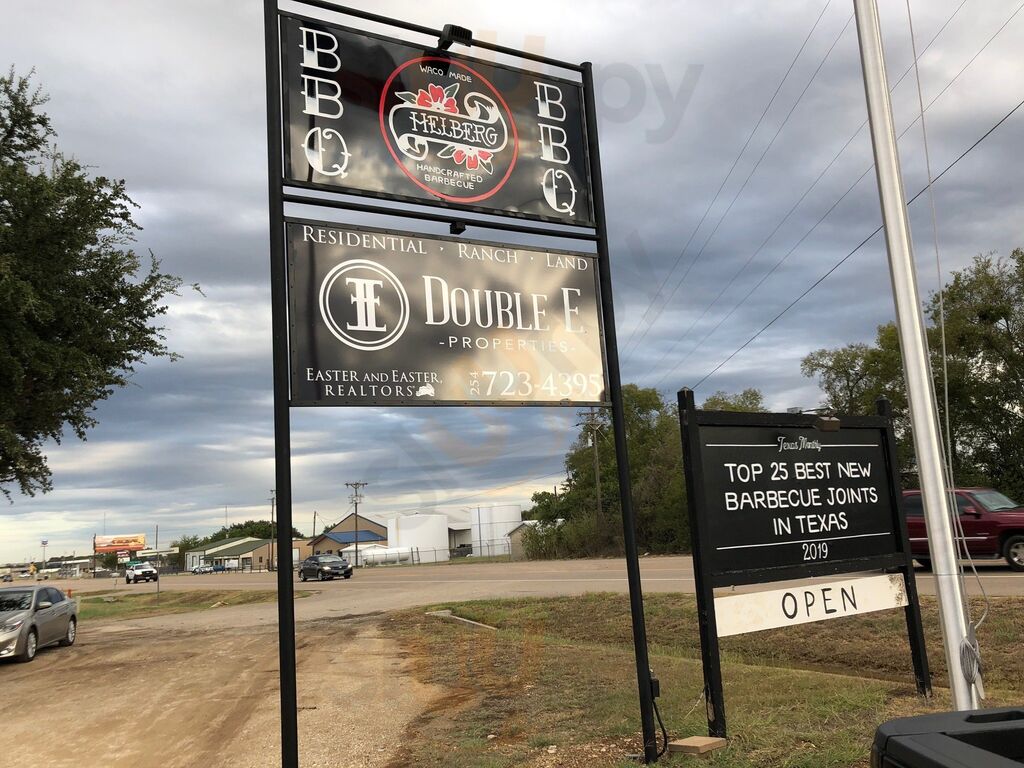 BBQ
WACO MADE
HELBERG
HANDCRAFTED
BARBECUE
BBQ
RESIDENTIAL · RANCH · LAND
DOUBLE E
-PROPERTIES-
EASTER AND EASTER,
REALTORS
254 723-4395
Texas Monthly
TOP 25 BEST NEW
BARBECUE JOINTS
IN TEXAS
2019
OPEN